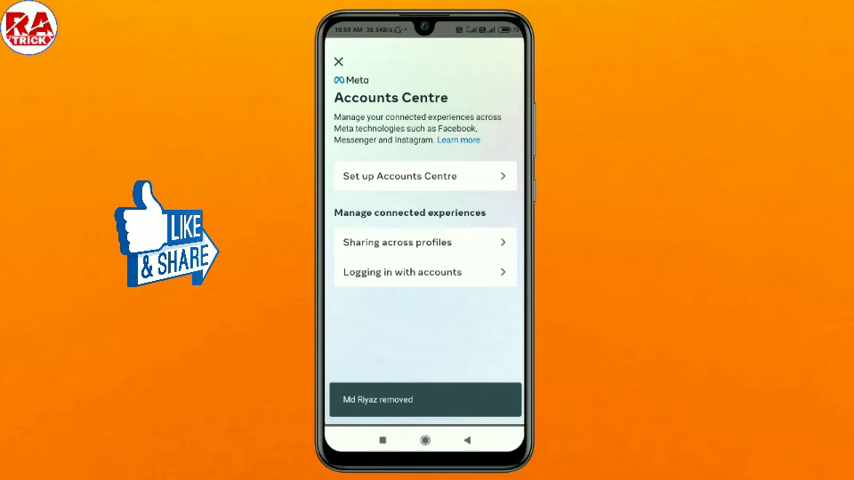 RA
TRICK
LIKE
& SHARE
10:50 AM
Meta
Accounts Centre
Manage your connected experiences across
Meta technologies such as Facebook,
Messenger and Instagram. Learn more
Set up Accounts Centre
Manage connected experiences
Sharing across profiles
Logging in with accounts
Md Riyaz removed